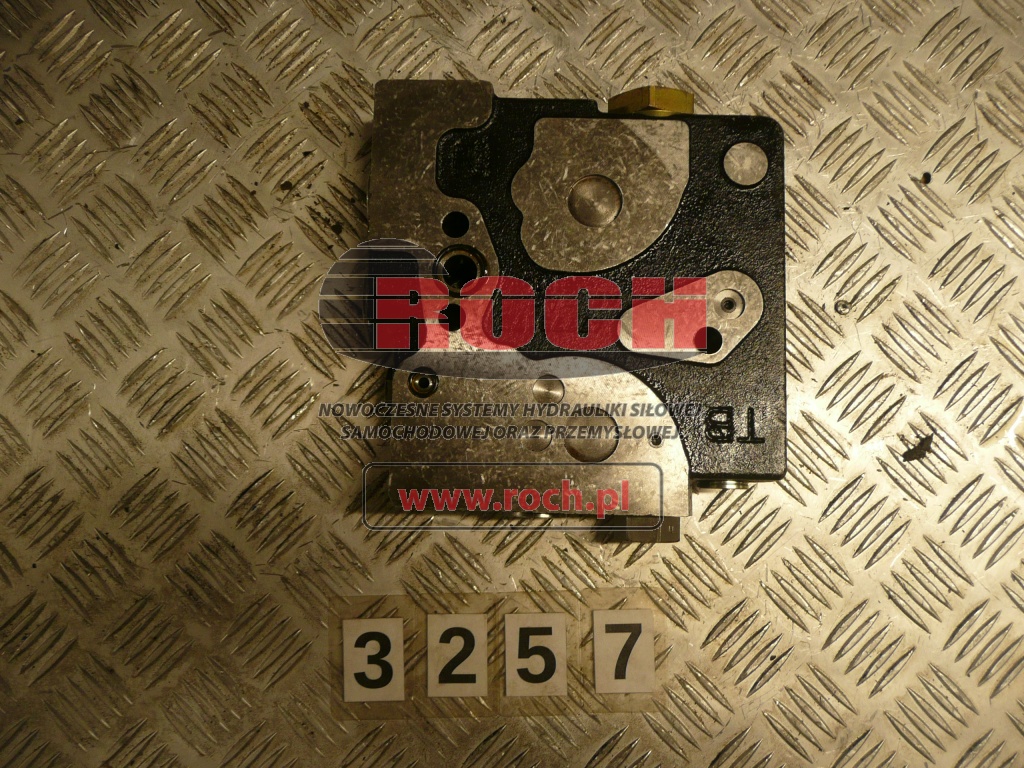 ROCH
NOWOCZESNE SYSTEMY HYDRAULIKI SIŁOWEJ
SAMOCHODOWEJ ORAZ PRZEMYSŁOWEJ
TB
www.roch.pl
3257